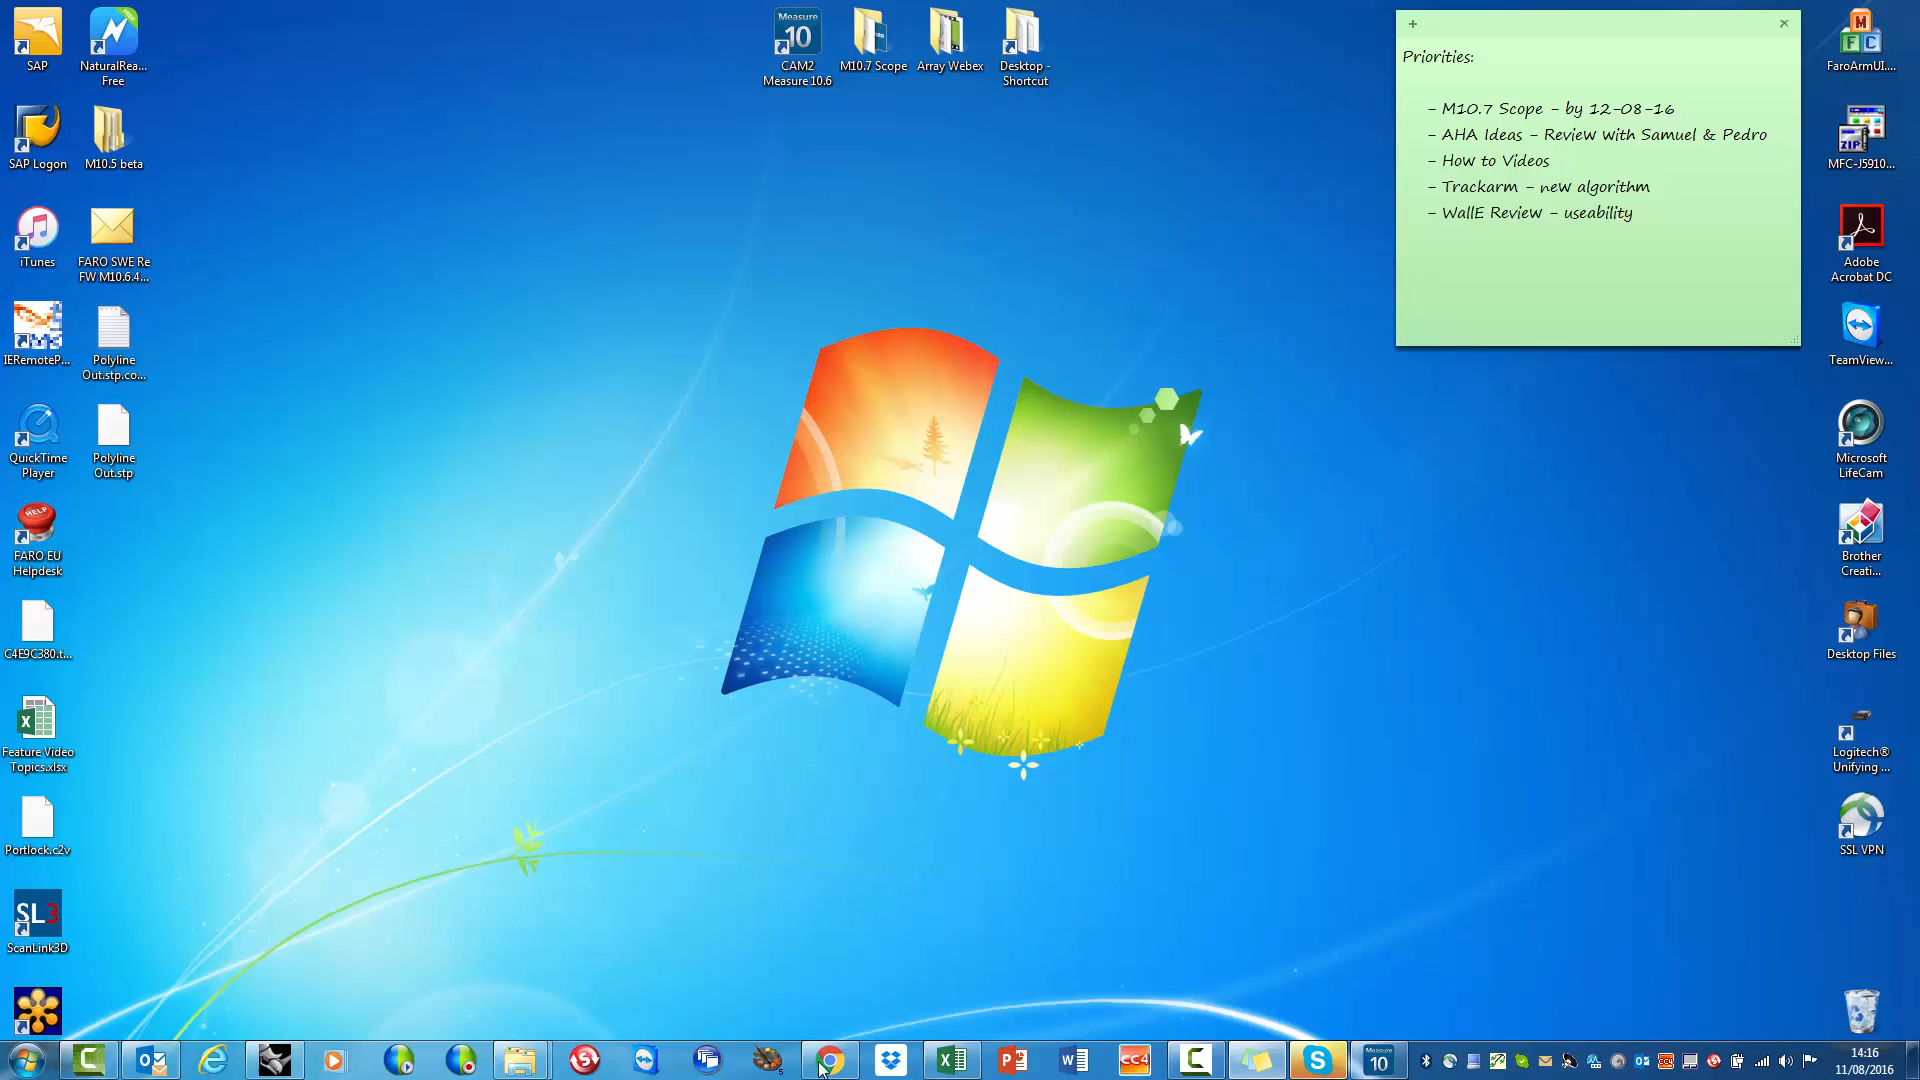 SAP
NaturalRea...
Free
Measure
10
CAM2
Measure 10.6
M10.7 Scope
Array Webex
Desktop -
Shortcut
Priorities:
- M10.7 Scope - by 12-08-16
- AHA Ideas - Review with Samuel & Pedro
- How to Videos
- Trackarm - new algorithm
- WallE Review - useability
M
F C
FaroArmUI....
SAP Logon
M10.5 beta
ZIP
MFC-J5910...
iTunes
FARO SWE Re
FW M10.6.4...
Adobe
Acrobat DC
IERemoteP...
Polyline
Out.stp.co...
TeamView...
QuickTime
Player
Polyline
Out.stp
Microsoft
LifeCam
HELP
FARO EU
Helpdesk
Brother
Creati...
C4E9C380.t...
Desktop Files
Feature Video
Topics.xlsx
Logitech®
Unifying ...
Portlock.c2v
SSL VPN
SL3
ScanLink3D
CC4
Measure
10
14:16
11/08/2016